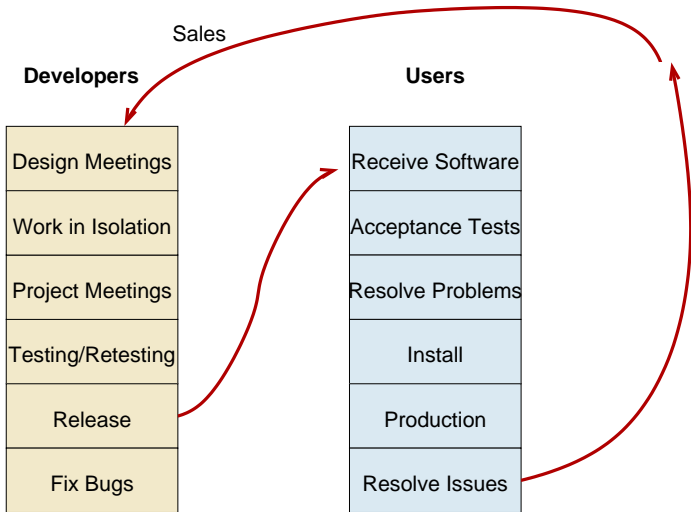 Sales
Developers
Users
Design Meetings
Work in Isolation
Project Meetings
Testing/Retesting
Release
Fix Bugs
Receive Software
Acceptance Tests
Resolve Problems
Install
Production
Resolve Issues